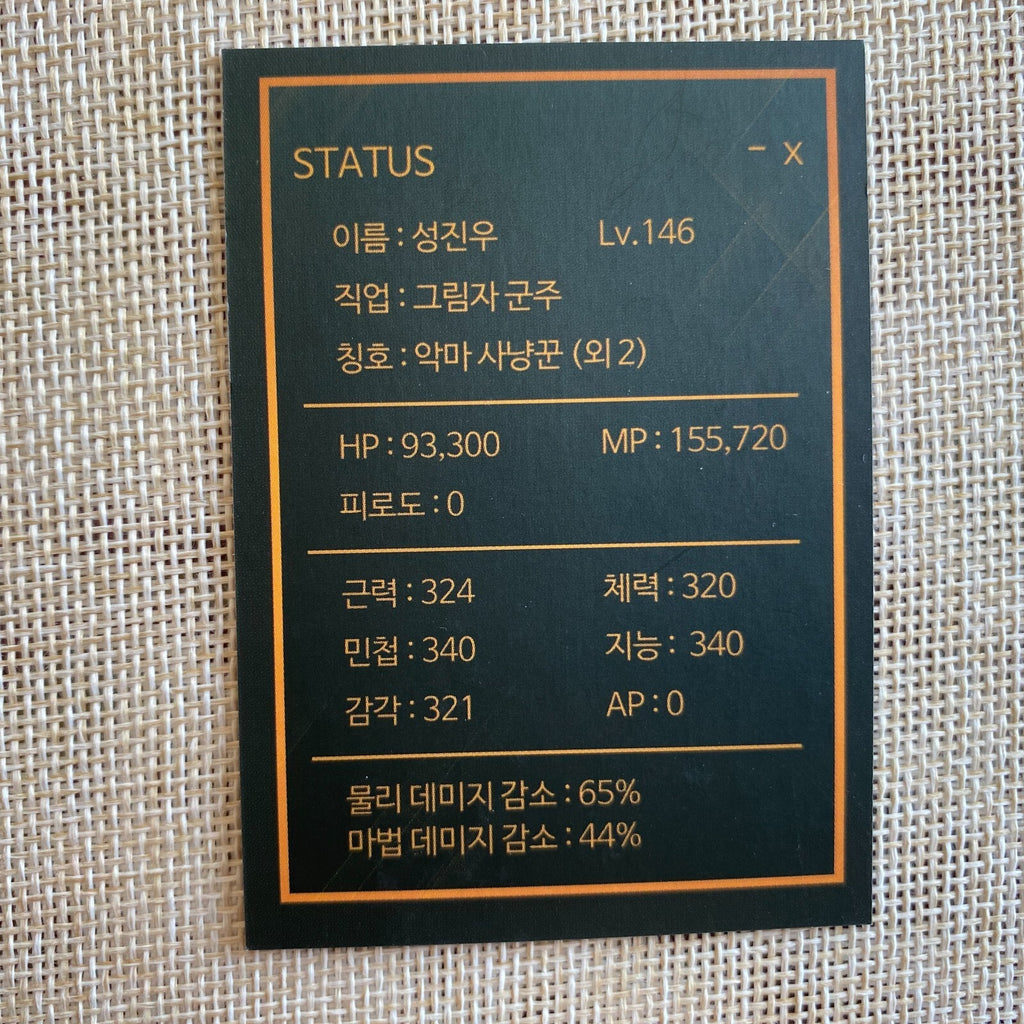 STATUS - x
이름 : 성진우 Lv.146
직업 : 그림자 군주
칭호 : 악마 사냥꾼 (외 2)
HP : 93,300 MP : 155,720
피로도 : 0
근력 : 324 체력 : 320
민첩 : 340 지능 : 340
감각 : 321 AP : 0
물리 데미지 감소 : 65%
마법 데미지 감소 : 44%